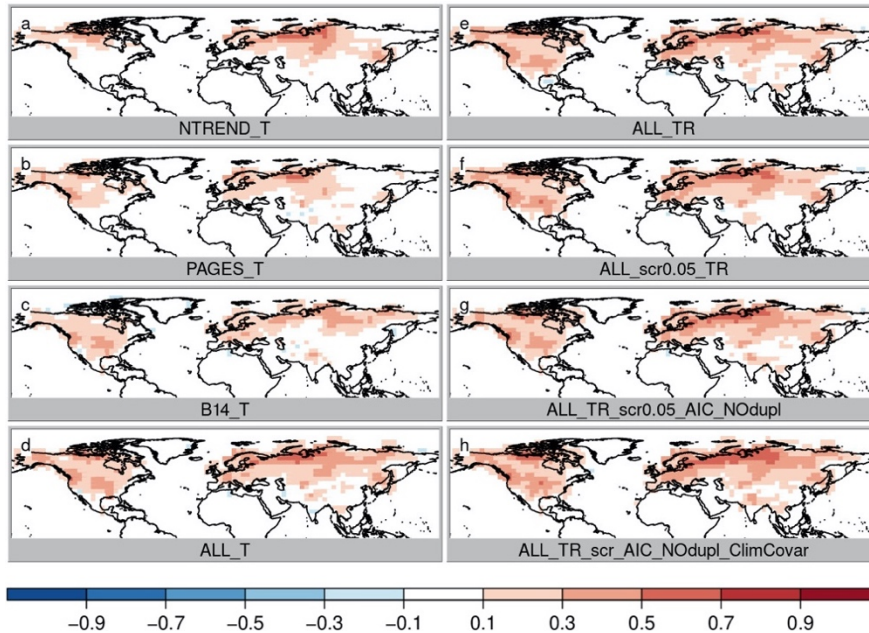 a
NTREND_T
e
ALL_TR
b
PAGES_T
f
ALL_scr0.05_TR
c
B14_T
g
ALL_TR_scr0.05_AIC_NOdupl
d
ALL_T
h
ALL_TR_scr_AIC_NOdupl_ClimCovar
−0.9 −0.7 −0.5 −0.3 −0.1 0.1 0.3 0.5 0.7 0.9